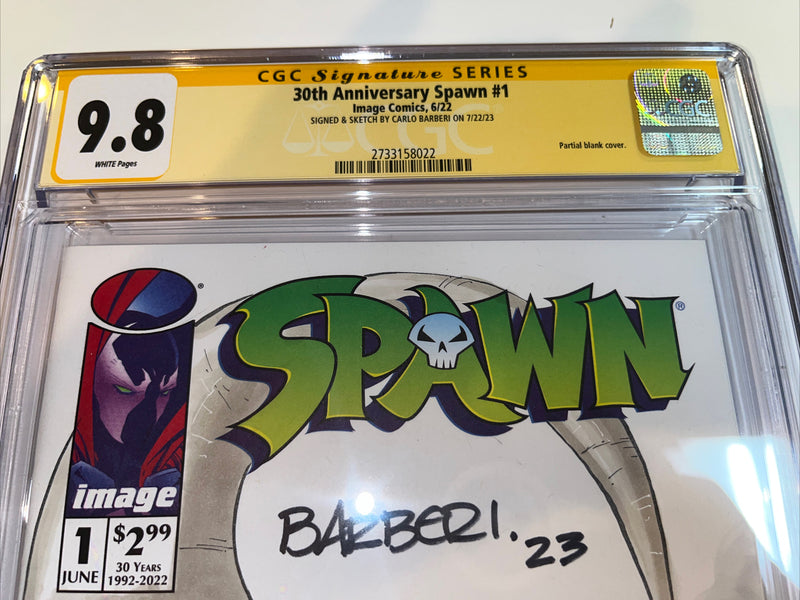 CGC Signature SERIES
30th Anniversary Spawn #1
Image Comics, 6/22
SIGNED & SKETCH BY CARLO BARBERI ON 7/22/23
2733158022
9.8
WHITE Pages
Partial blank cover.
CGC
CGC
SPAWN®
i®
image
1
JUNE
$2.99
30 YEARS
1992-2022
BARBERI. 23